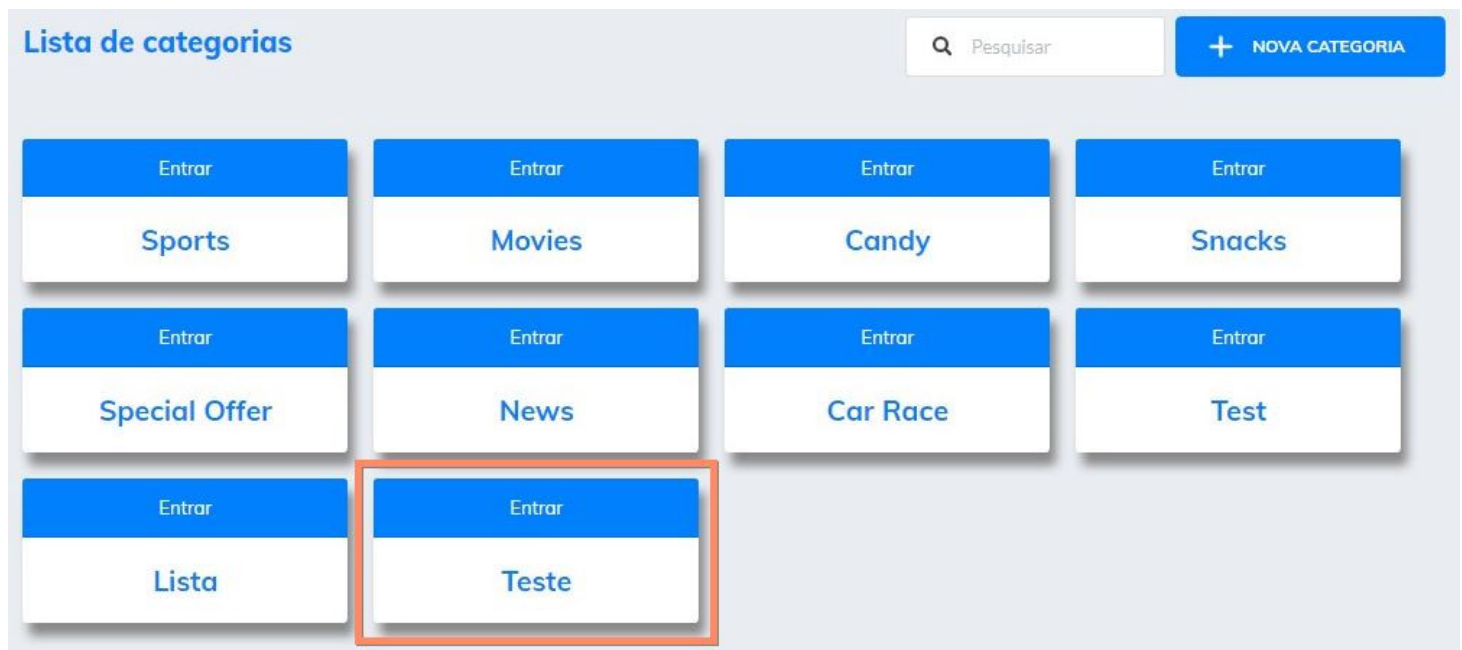 Lista de categorias
Pesquisar
NOVA CATEGORIA
Entrar
Entrar
Entrar
Entrar
Sports
Movies
Candy
Snacks
Entrar
Entrar
Entrar
Entrar
Special Offer
News
Car Race
Test
Entrar
Entrar
Lista
Teste